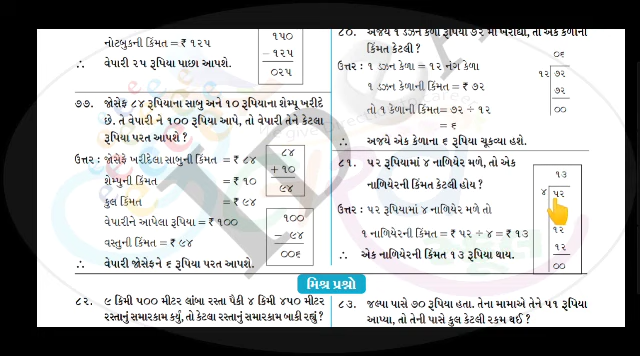 નોટબુકની કિંમત = ₹ ૧૨૫
∴ વેપારી ૨૫ રૂપિયા પાછા આપશે.
૧૫૦
– ૧૨૫
૦૨૫
૭૭. જોસેફ ૮૪ રૂપિયાના સાબુ અને ૧૦ રૂપિયાના શેમ્પૂ ખરીદે
છે. તે વેપારી ને ૧૦૦ રૂપિયા આપે, તો વેપારી તેને કેટલા
રૂપિયા પરત આપશે ?
ઉત્તર : જોસેફે ખરીદેલા સાબુની કિંમત = ₹ ૮૪
શેમ્પુની કિંમત = ₹ ૧૦
કુલ કિંમત = ₹ ૯૪
વેપારીને આપેલા રૂપિયા = ₹ ૧૦૦
વસ્તુની કિંમત = ₹ ૯૪
∴ વેપારી જોસેફને ૬ રૂપિયા પરત આપશે.
૮૪
+ ૧૦
૯૪
૧૦૦
– ૯૪
૦૦૬
૮૦. અજય ૧ ડઝન કેળા રૂપિયા ૭૨ માં ખરીદ્યા, તો એક કેળાની
કિંમત કેટલી ?
ઉત્તર : ૧ ડઝન કેળા = ૧૨ નંગ કેળા
૧ ડઝન કેળાની કિંમત = ₹ ૭૨
તો ૧ કેળાની કિંમત = ૭૨ ÷ ૧૨
= ૬
∴ અજયે એક કેળાના ૬ રૂપિયા ચૂકવ્યા હશે.
૦૬
૧૨ ૭૨
૭૨
૦૦
૮૧. ૫૨ રૂપિયામાં ૪ નાળિયેર મળે, તો એક
નાળિયેરની કિંમત કેટલી હોય ?
ઉત્તર : ૫૨ રૂપિયામાં ૪ નાળિયેર મળે તો
૧ નાળિયેરની કિંમત = ₹ ૫૨ ÷ ૪ = ₹ ૧૩
∴ એક નાળિયેરની કિંમત ૧૩ રૂપિયા થાય.
૧૩
૪ ૫૨
૧૨
૧૨
૦૦
મિશ્ર પ્રશ્નો
૮૨. ૯ કિમી ૫૦૦ મીટર લાંબા રસ્તા પૈકી ૪ કિમી ૪૫૦ મીટર
રસ્તાનું સમારકામ કર્યું, તો કેટલા રસ્તાનું સમારકામ બાકી રહ્યું ?
૮૩. જલ્પા પાસે ૭૦ રૂપિયા હતા. તેના મામાએ તેને ૫૧ રૂપિયા
આપ્યા, તો તેની પાસે કુલ કેટલી રકમ થઈ ?